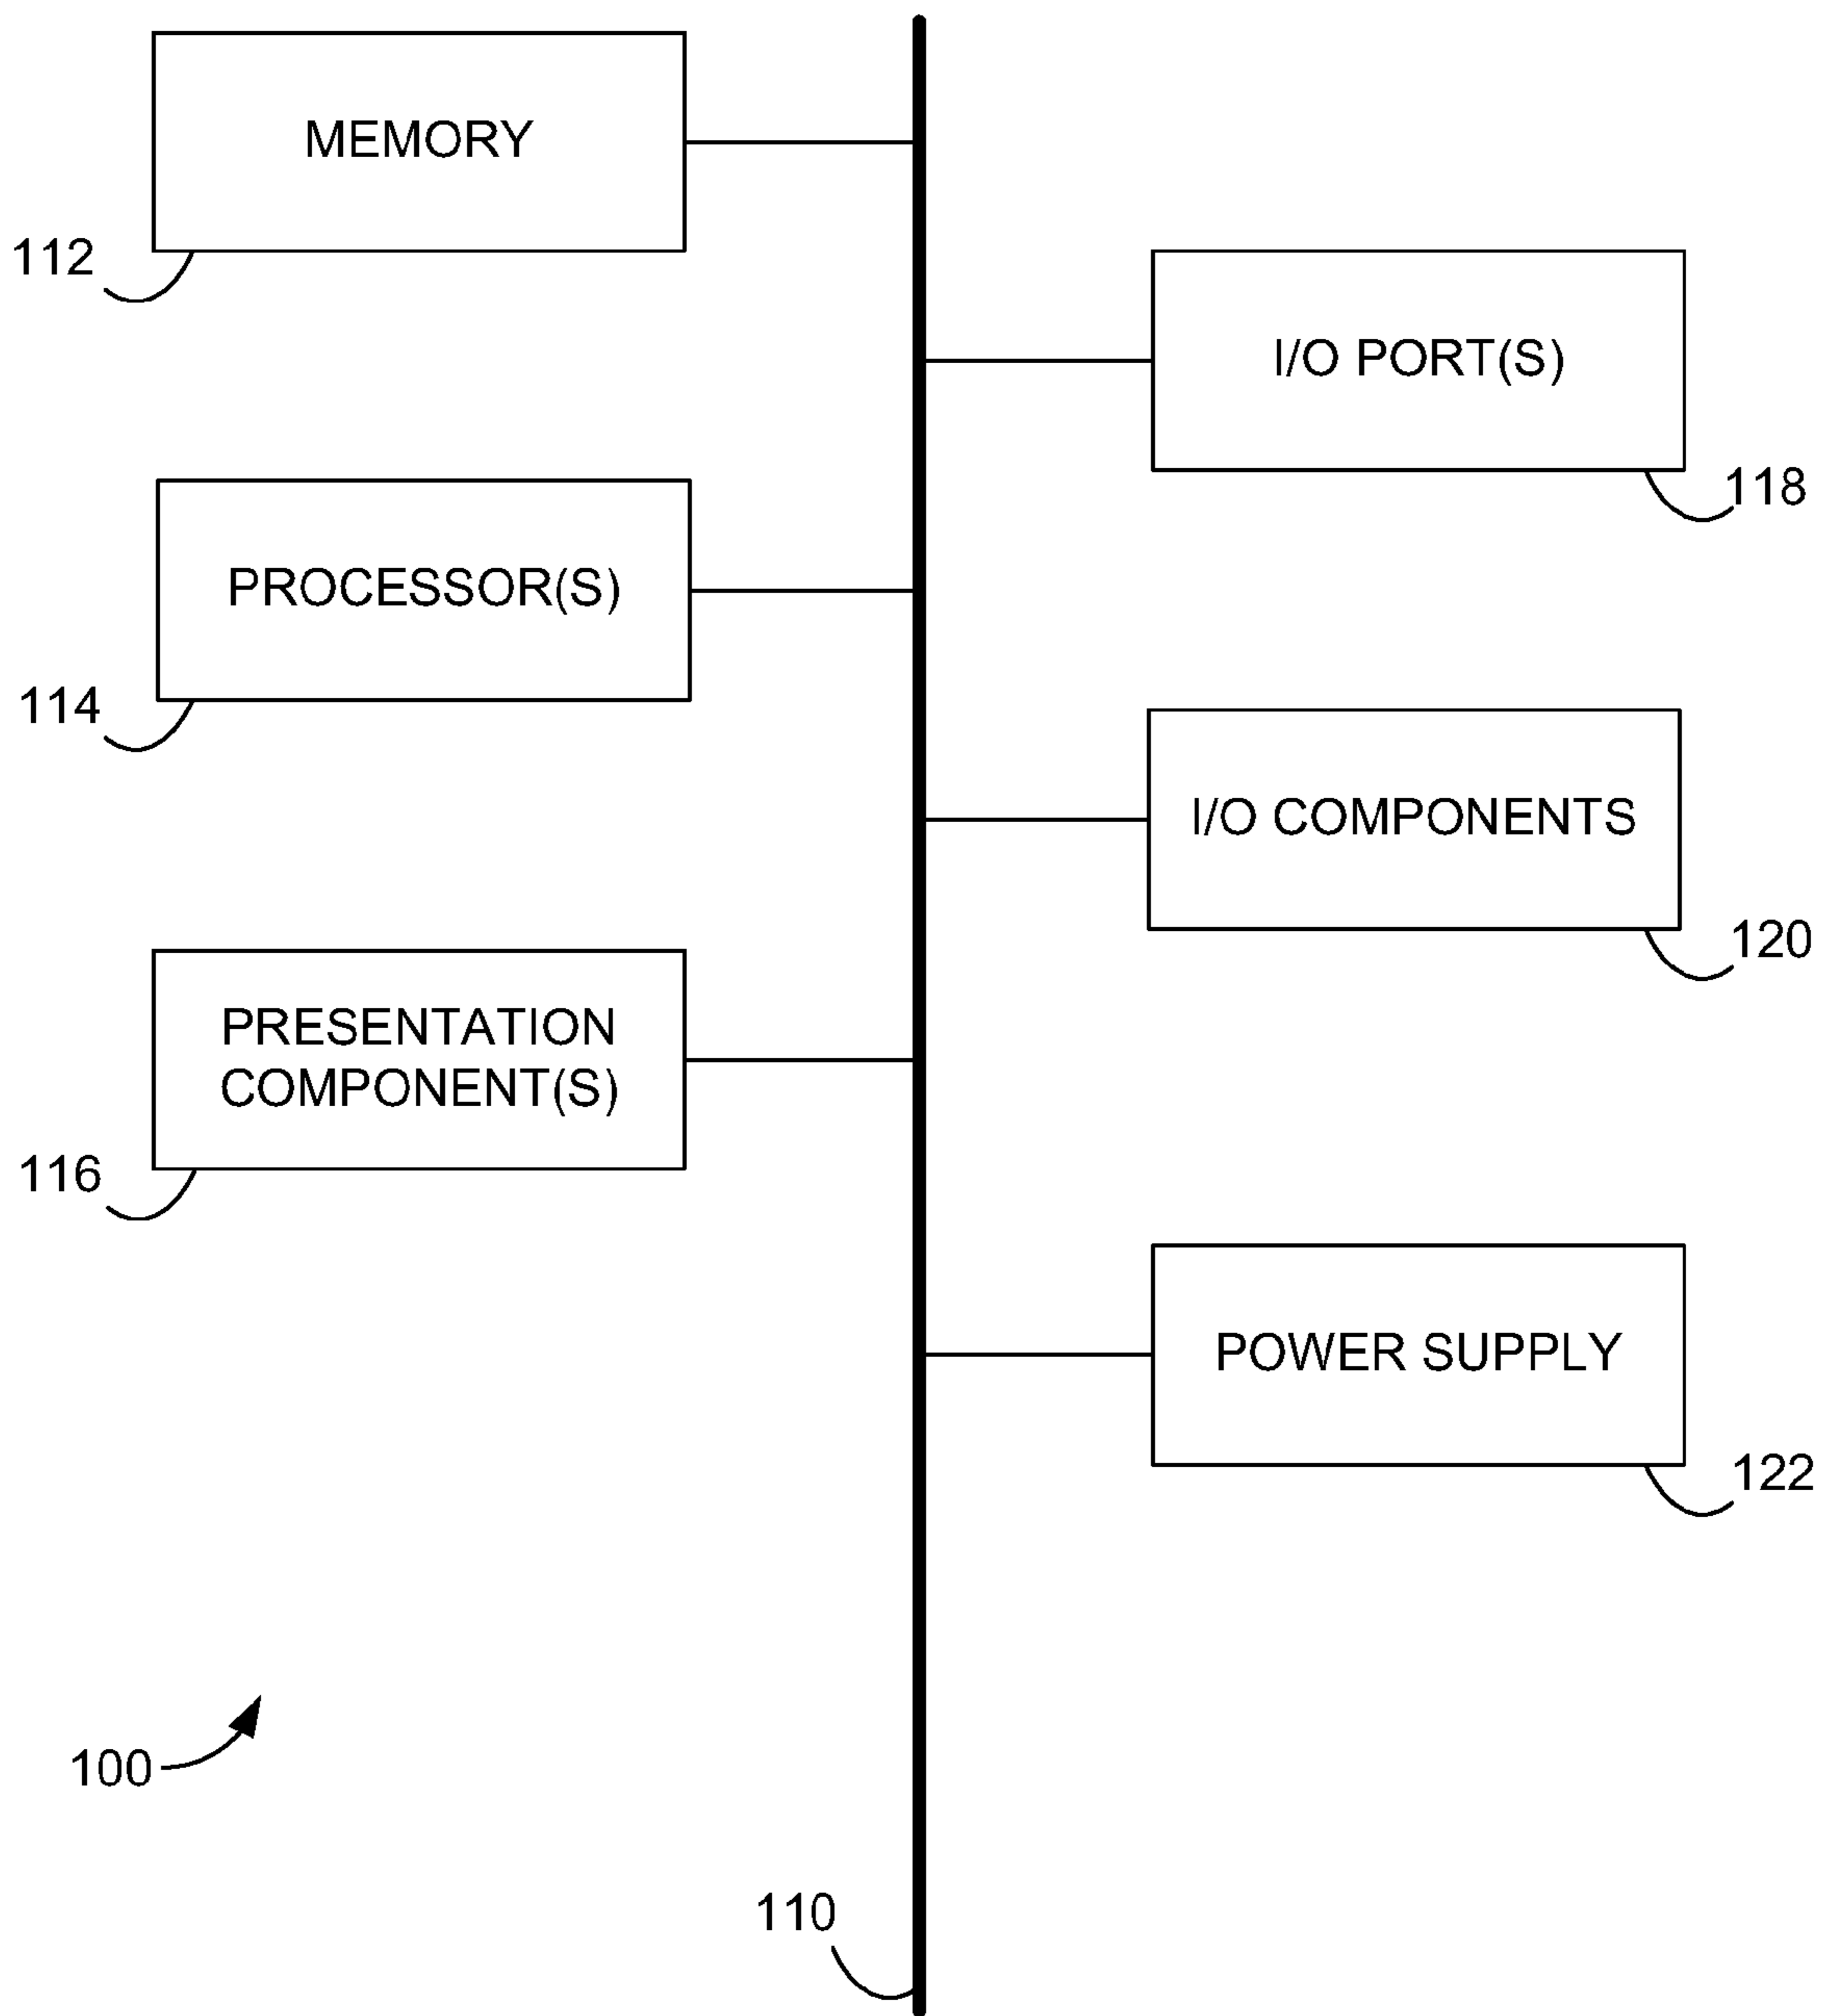 MEMORY
112
I/O PORT(S)
118
PROCESSOR(S)
114
I/O COMPONENTS
120
PRESENTATION
COMPONENT(S)
116
POWER SUPPLY
122
100
110